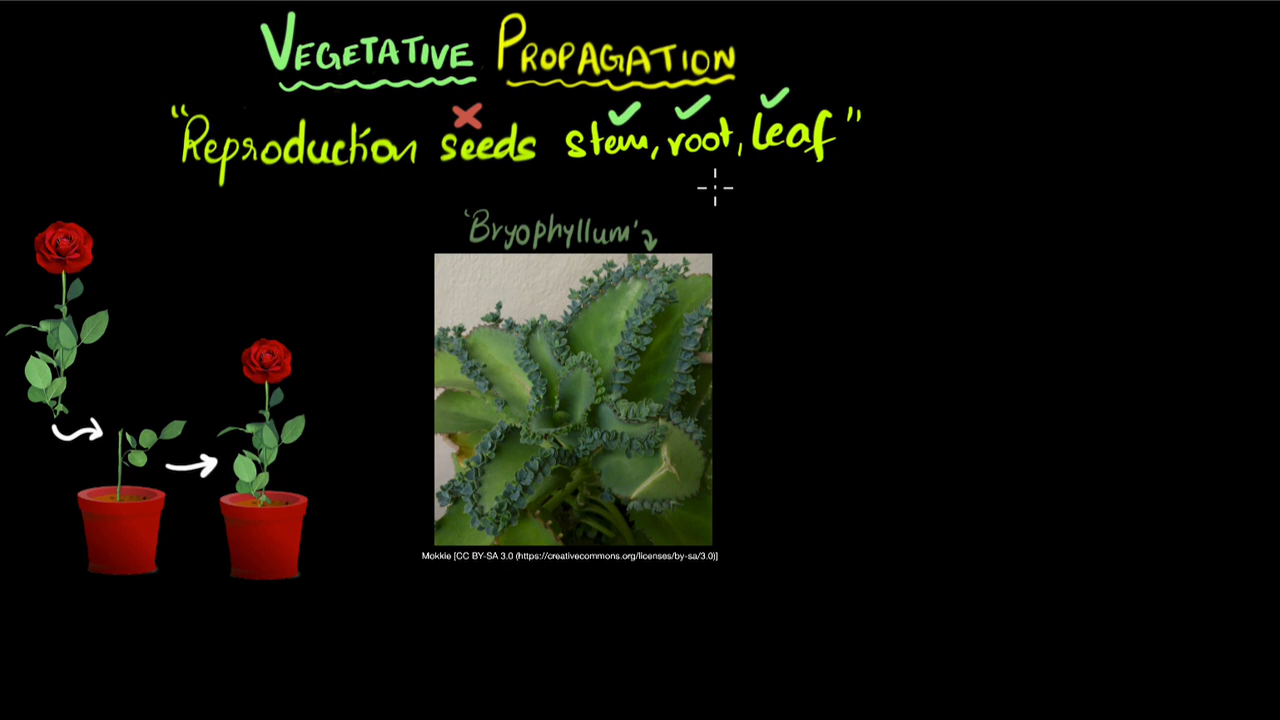 VEGETATIVE PROPAGATION
"Reproduction seeds stem, root, leaf"
'Bryophyllum'
Mokkie [CC BY-SA 3.0 (https://creativecommons.org/licenses/by-sa/3.0)]